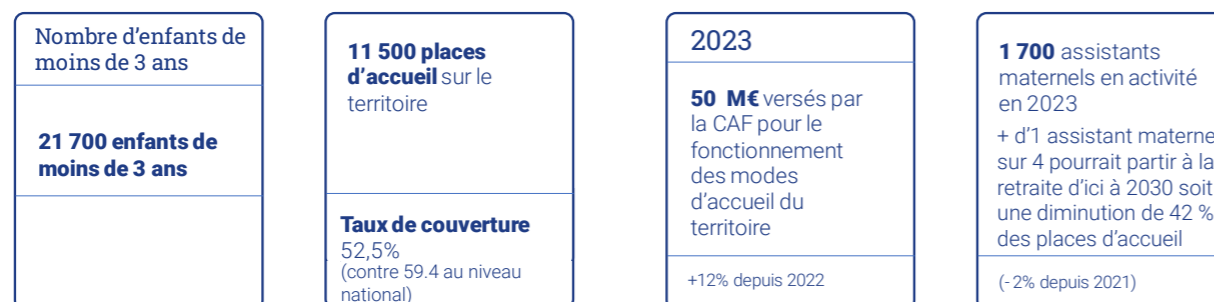 Nombre d'enfants de
moins de 3 ans
21 700 enfants de
moins de 3 ans
11 500 places
d'accueil sur le
territoire
Taux de couverture
52,5%
(contre 59.4 au niveau
national)
2023
50 M€ versés par
la CAF pour le
fonctionnement
des modes
d'accueil du
territoire
+12% depuis 2022
1 700 assistants
maternels en activité
en 2023
+ d'1 assistant materne
sur 4 pourrait partir à la
retraite d'ici à 2030 soit
une diminution de 42 %
des places d'accueil
(- 2% depuis 2021)